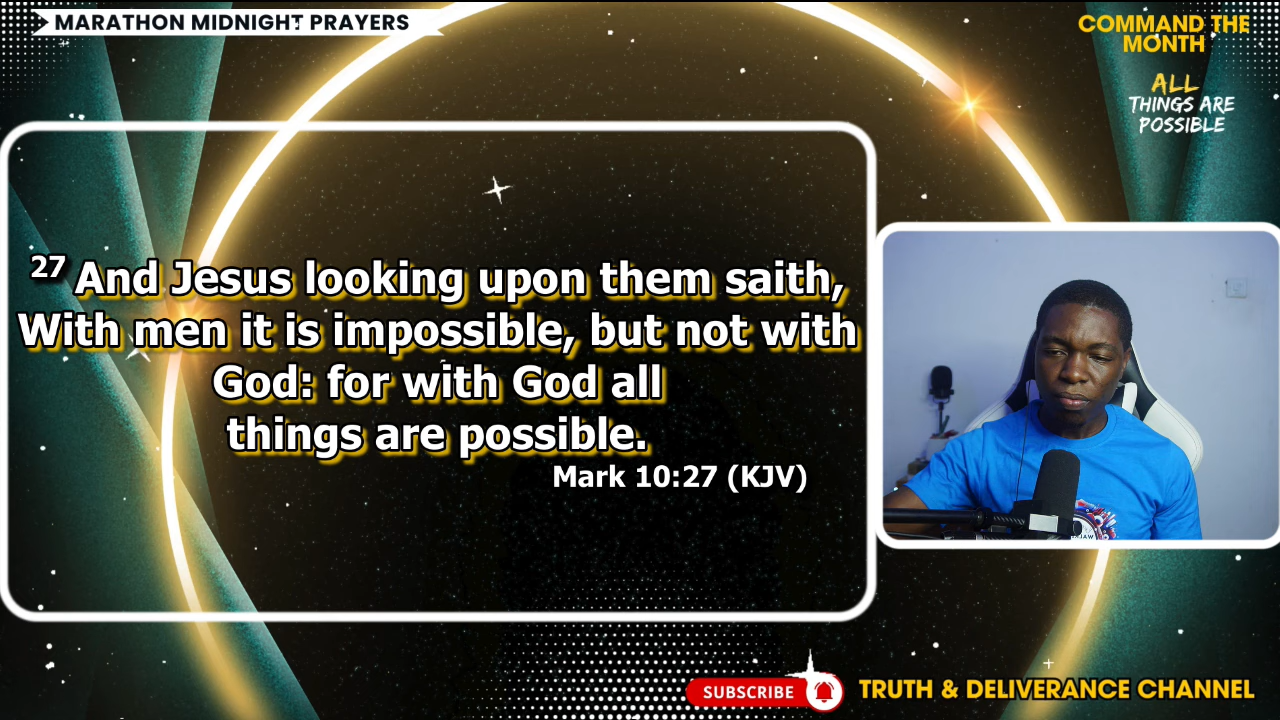 MARATHON MIDNIGHT PRAYERS
COMMAND THE
MONTH
ALL
THINGS ARE
POSSIBLE
27 And Jesus looking upon them saith,
With men it is impossible, but not with
God: for with God all
things are possible.
Mark 10:27 (KJV)
SUBSCRIBE
TRUTH & DELIVERANCE CHANNEL